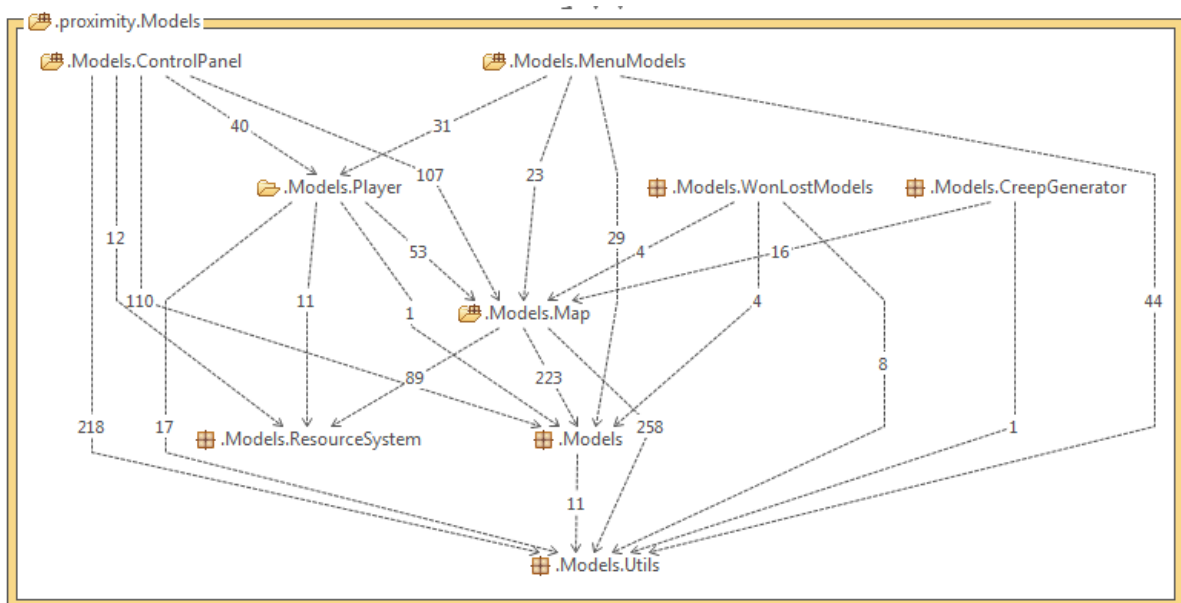 .proximity.Models
.Models.ControlPanel
.Models.MenuModels
40
31
.Models.Player
107
23
.Models.WonLostModels
.Models.CreepGenerator
12
53
29
4
16
110
11
1
.Models.Map
4
44
8
89
223
218
17
.Models.ResourceSystem
.Models
258
1
11
.Models.Utils